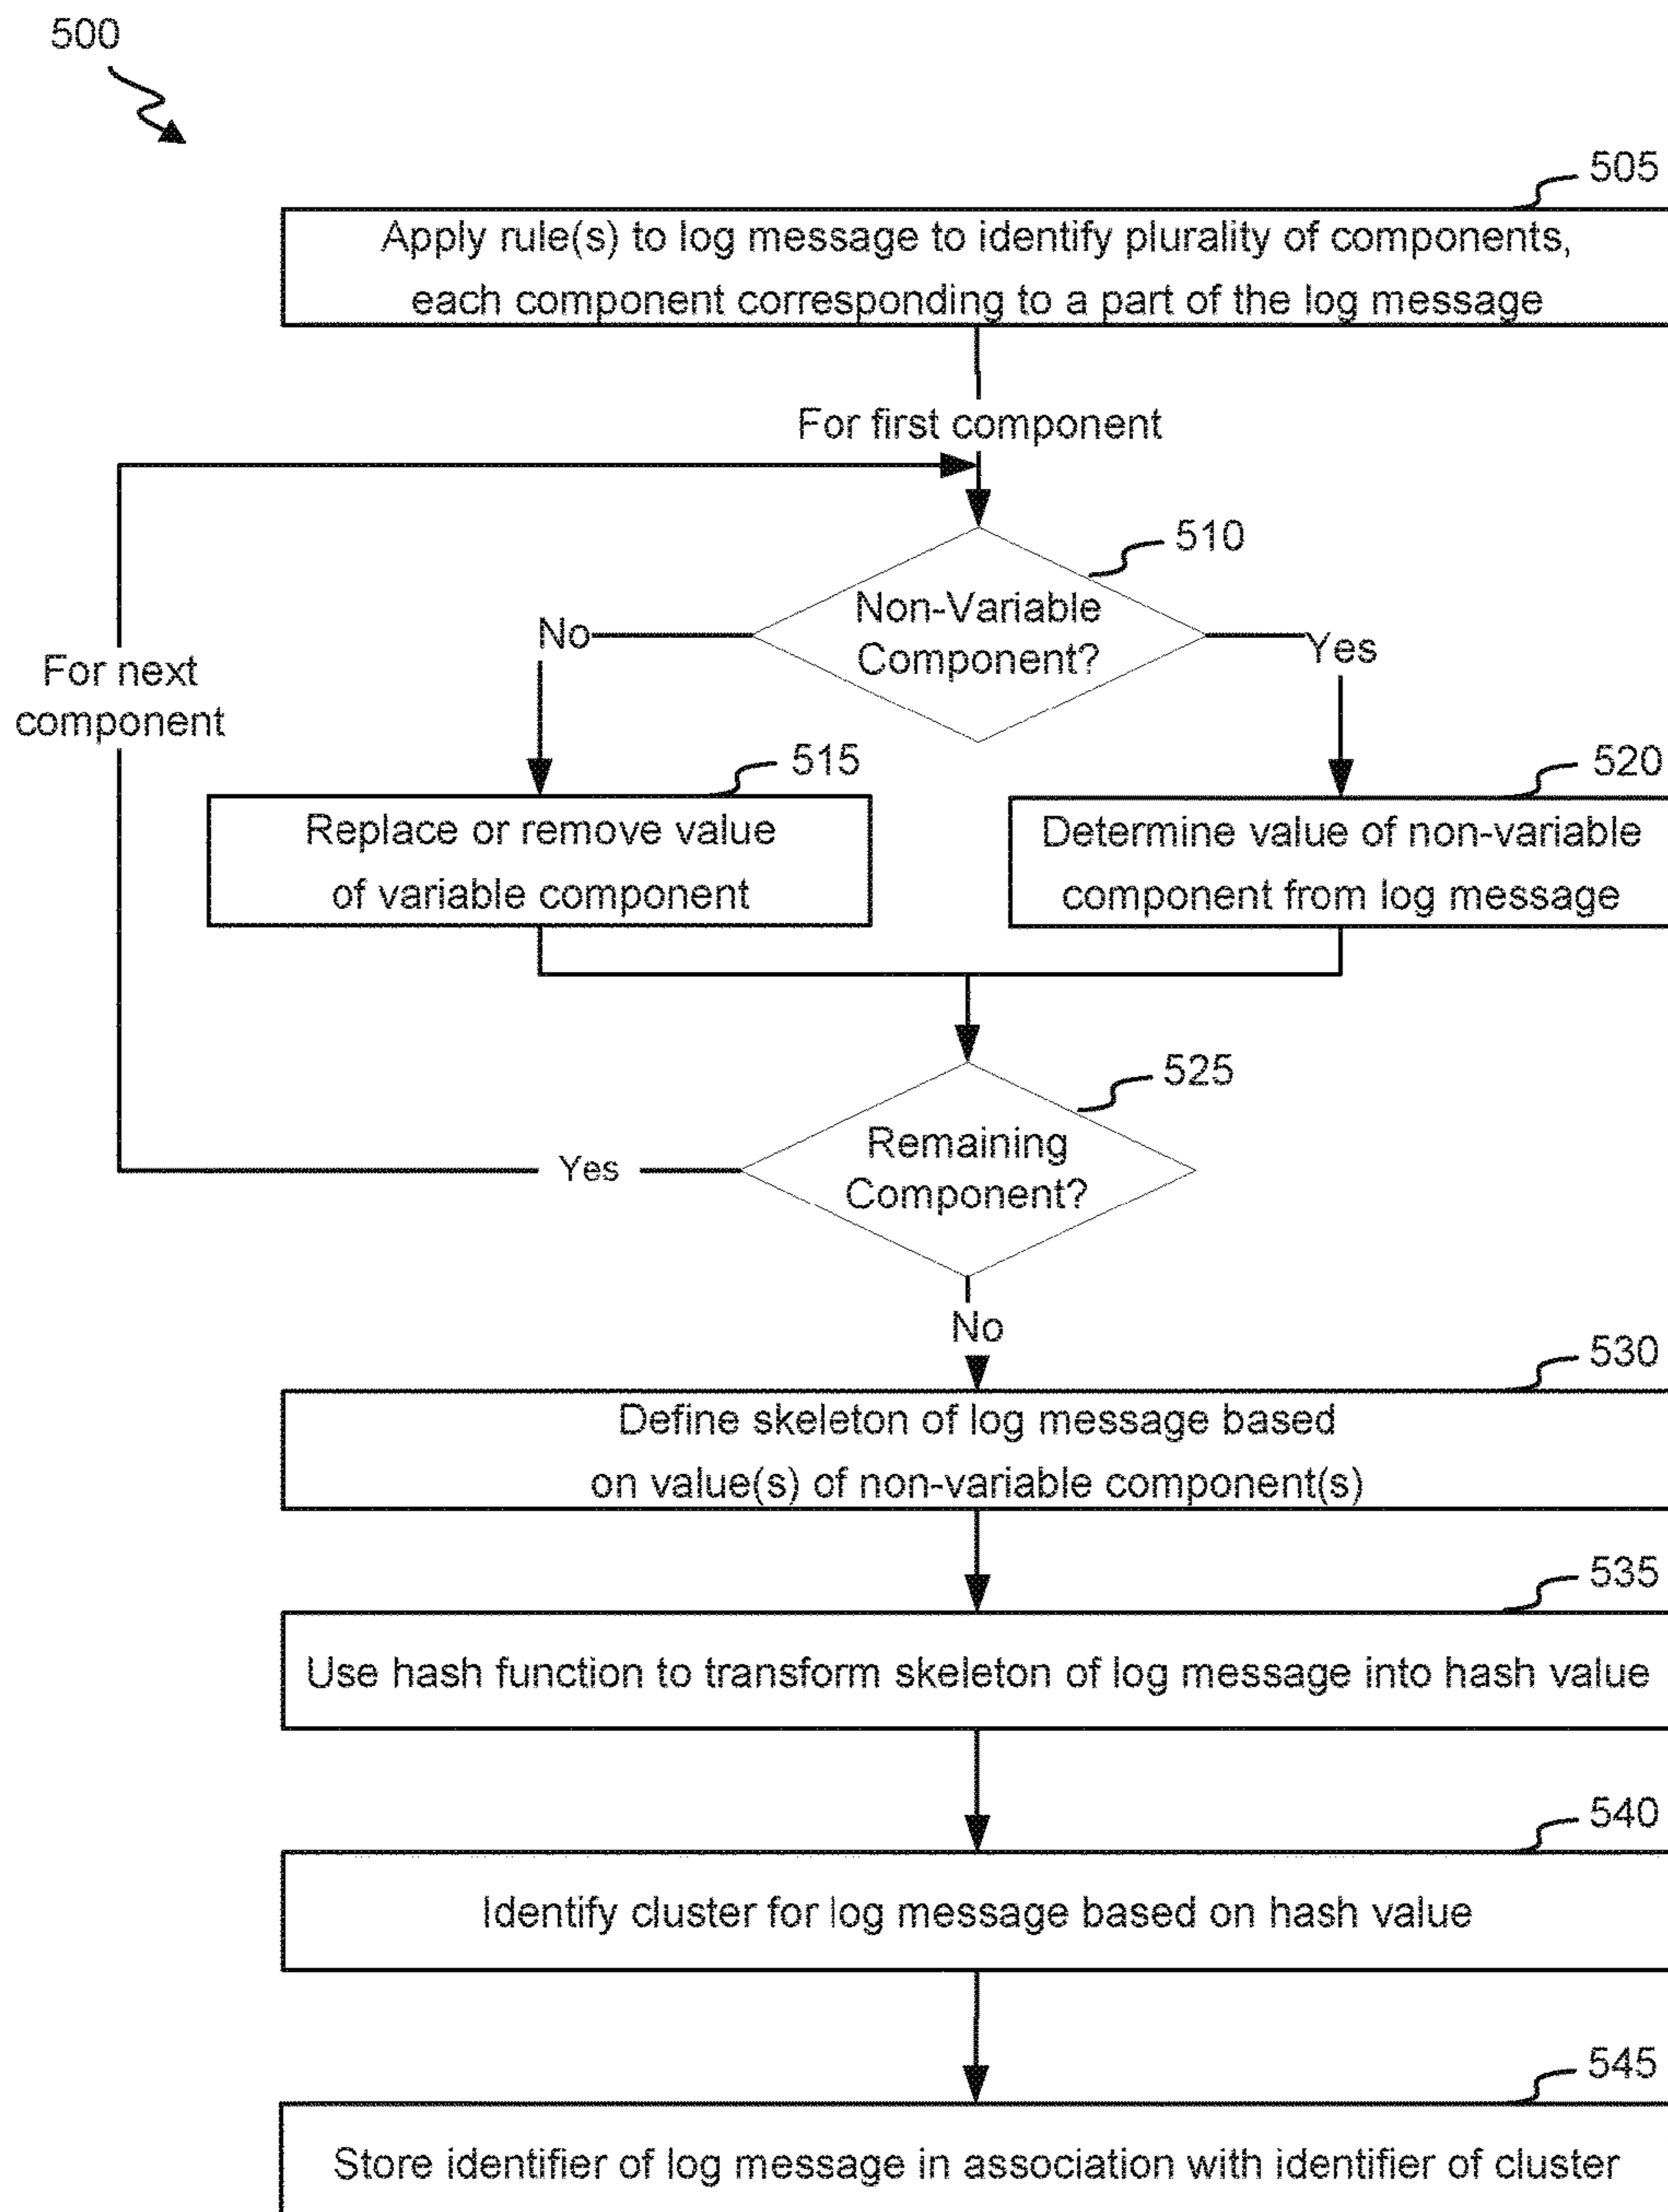 500
505
Apply rule(s) to log message to identify plurality of components,
each component corresponding to a part of the log message
For first component
510
Non-Variable
Component?
No
Yes
For next
component
515
Replace or remove value
of variable component
520
Determine value of non-variable
component from log message
525
Remaining
Component?
Yes
No
530
Define skeleton of log message based
on value(s) of non-variable component(s)
535
Use hash function to transform skeleton of log message into hash value
540
Identify cluster for log message based on hash value
545
Store identifier of log message in association with identifier of cluster